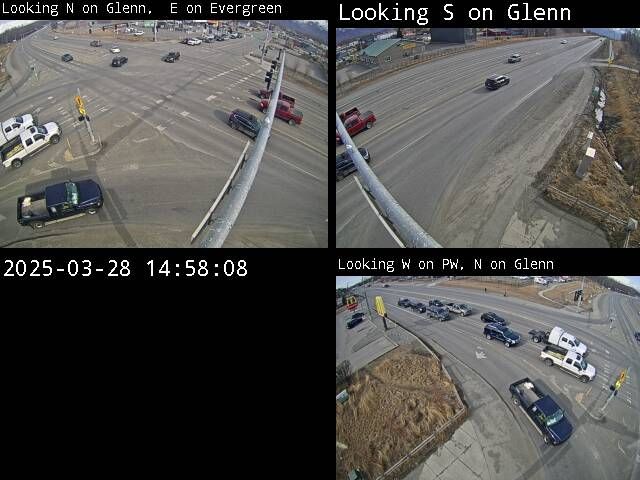 Looking N on Glenn, E on Evergreen
Looking S on Glenn
2025-03-28 14:58:08
Looking W on PW, N on Glenn